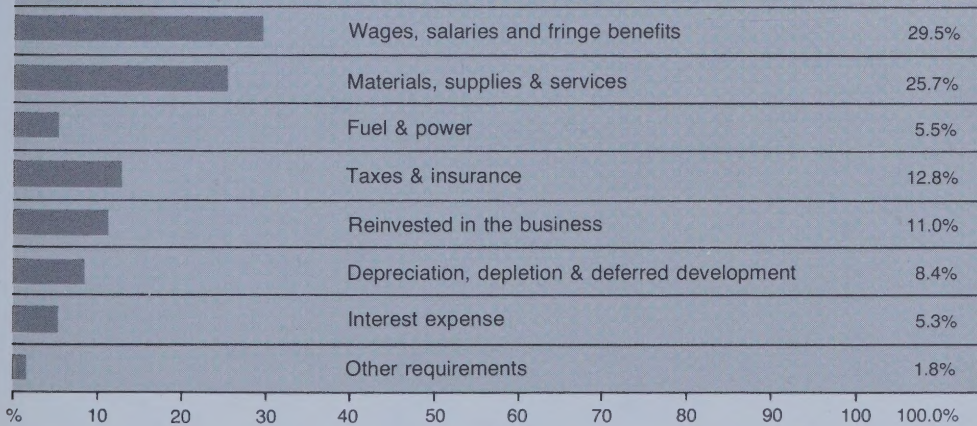 Wages, salaries and fringe benefits 29.5%
Materials, supplies & services 25.7%
Fuel & power 5.5%
Taxes & insurance 12.8%
Reinvested in the business 11.0%
Depreciation, depletion & deferred development 8.4%
Interest expense 5.3%
Other requirements 1.8%
% 10 20 30 40 50 60 70 80 90 100 100.0%